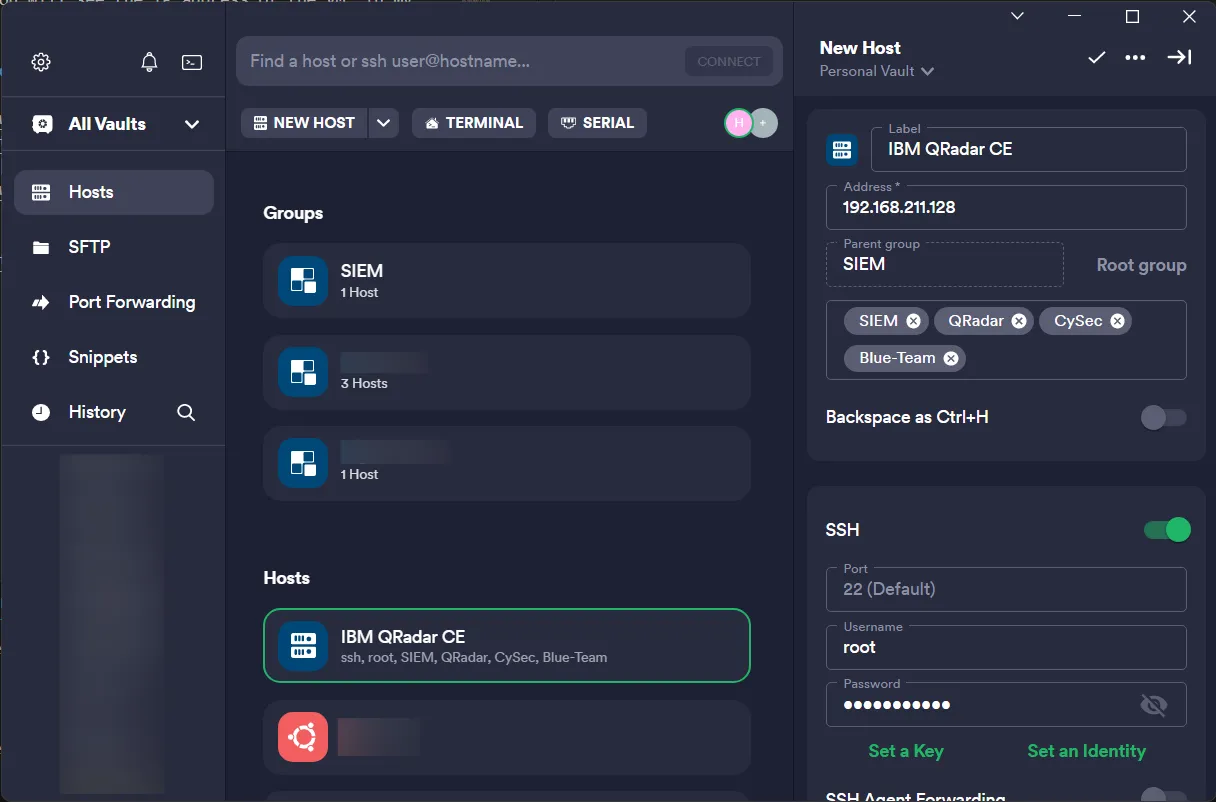 All Vaults
Hosts
SFTP
Port Forwarding
{} Snippets
History
Find a host or ssh user@hostname...
CONNECT
NEW HOST
TERMINAL
SERIAL
H
+
Groups
SIEM
1 Host
3 Hosts
1 Host
Hosts
IBM QRadar CE
ssh, root, SIEM, QRadar, CySec, Blue-Team
New Host
Personal Vault
Label
IBM QRadar CE
Address *
192.168.211.128
Parent group
SIEM
Root group
SIEM QRadar CySec
Blue-Team
Backspace as Ctrl+H
SSH
Port
22 (Default)
Username
root
Password
●●●●●●●●●●●
Set a Key
Set an Identity
SSH Agent Forwarding